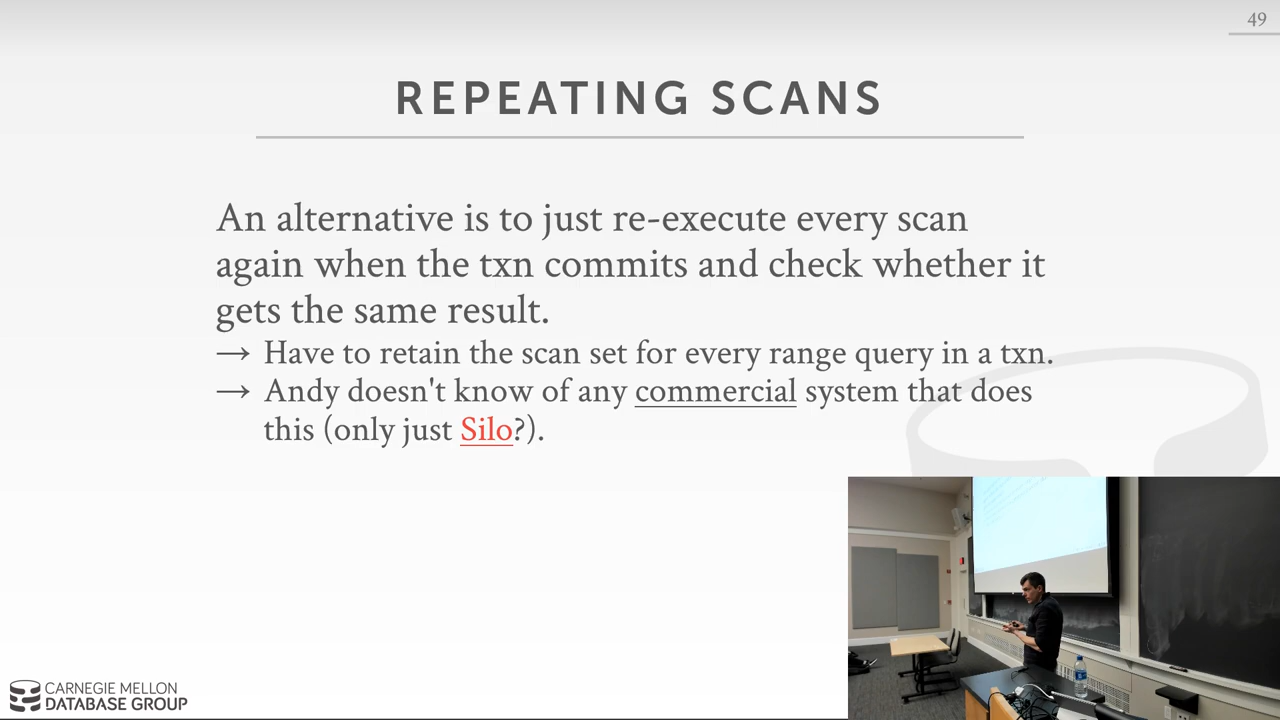 49
REPEATING SCANS
An alternative is to just re-execute every scan
again when the txn commits and check whether it
gets the same result.
→ Have to retain the scan set for every range query in a txn.
→ Andy doesn't know of any commercial system that does
this (only just Silo?).
CARNEGIE MELLON
DATABASE GROUP